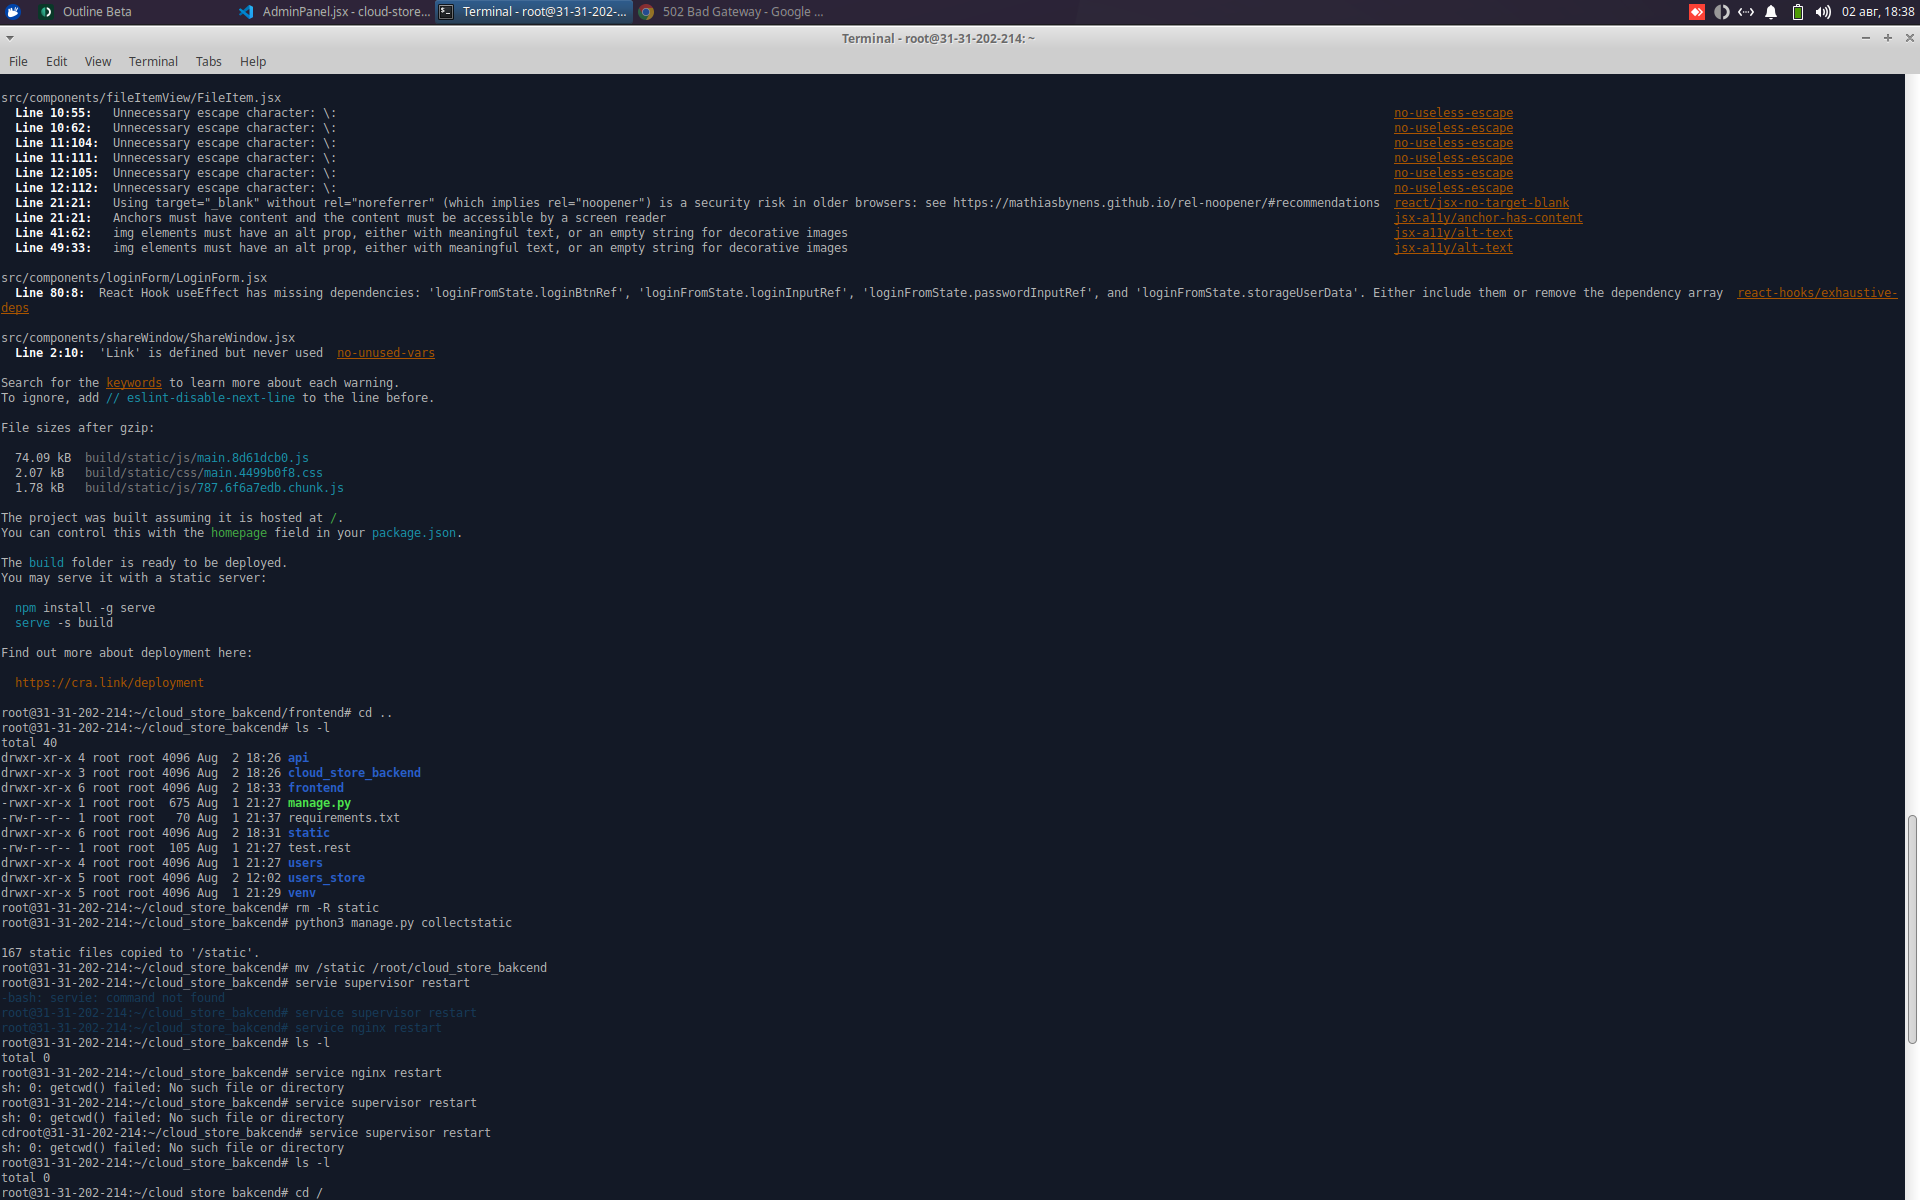 Outline Beta
AdminPanel.jsx - cloud-store...
Terminal - root@31-31-202-...
502 Bad Gateway - Google ...
02 авг, 18:38
Terminal - root@31-31-202-214: ~
File Edit View Terminal Tabs Help
src/components/fileItemView/FileItem.jsx
Line 10:55: Unnecessary escape character: \: no-useless-escape
Line 10:62: Unnecessary escape character: \: no-useless-escape
Line 11:104: Unnecessary escape character: \: no-useless-escape
Line 11:111: Unnecessary escape character: \: no-useless-escape
Line 12:105: Unnecessary escape character: \: no-useless-escape
Line 12:112: Unnecessary escape character: \: no-useless-escape
Line 21:21: Using target="_blank" without rel="noreferrer" (which implies rel="noopener") is a security risk in older browsers: see https://mathiasbynens.github.io/rel-noopener/#recommendations react/jsx-no-target-blank
Line 21:21: Anchors must have content and the content must be accessible by a screen reader jsx-a11y/anchor-has-content
Line 41:62: img elements must have an alt prop, either with meaningful text, or an empty string for decorative images jsx-a11y/alt-text
Line 49:33: img elements must have an alt prop, either with meaningful text, or an empty string for decorative images jsx-a11y/alt-text
src/components/loginForm/LoginForm.jsx
Line 80:8: React Hook useEffect has missing dependencies: 'loginFromState.loginBtnRef', 'loginFromState.loginInputRef', 'loginFromState.passwordInputRef', and 'loginFromState.storageUserData'. Either include them or remove the dependency array react-hooks/exhaustive-
deps
src/components/shareWindow/ShareWindow.jsx
Line 2:10: 'Link' is defined but never used no-unused-vars
Search for the keywords to learn more about each warning.
To ignore, add // eslint-disable-next-line to the line before.
File sizes after gzip:
74.09 kB build/static/js/main.8d61dcb0.js
2.07 kB build/static/css/main.4499b0f8.css
1.78 kB build/static/js/787.6f6a7edb.chunk.js
The project was built assuming it is hosted at /.
You can control this with the homepage field in your package.json.
The build folder is ready to be deployed.
You may serve it with a static server:
npm install -g serve
serve -s build
Find out more about deployment here:
https://cra.link/deployment
root@31-31-202-214:~/cloud_store_bakcend/frontend# cd ..
root@31-31-202-214:~/cloud_store_bakcend# ls -l
total 40
drwxr-xr-x 4 root root 4096 Aug 2 18:26 api
drwxr-xr-x 3 root root 4096 Aug 2 18:26 cloud_store_backend
drwxr-xr-x 6 root root 4096 Aug 2 18:33 frontend
-rwxr-xr-x 1 root root 675 Aug 1 21:27 manage.py
-rw-r--r-- 1 root root 70 Aug 1 21:37 requirements.txt
drwxr-xr-x 6 root root 4096 Aug 2 18:31 static
-rw-r--r-- 1 root root 105 Aug 1 21:27 test.rest
drwxr-xr-x 4 root root 4096 Aug 1 21:27 users
drwxr-xr-x 5 root root 4096 Aug 2 12:02 users_store
drwxr-xr-x 5 root root 4096 Aug 1 21:29 venv
root@31-31-202-214:~/cloud_store_bakcend# rm -R static
root@31-31-202-214:~/cloud_store_bakcend# python3 manage.py collectstatic
167 static files copied to '/static'.
root@31-31-202-214:~/cloud_store_bakcend# mv /static /root/cloud_store_bakcend
root@31-31-202-214:~/cloud_store_bakcend# servie supervisor restart
-bash: servie: command not found
root@31-31-202-214:~/cloud_store_bakcend# service supervisor restart
root@31-31-202-214:~/cloud_store_bakcend# service nginx restart
root@31-31-202-214:~/cloud_store_bakcend# ls -l
total 0
root@31-31-202-214:~/cloud_store_bakcend# service nginx restart
sh: 0: getcwd() failed: No such file or directory
root@31-31-202-214:~/cloud_store_bakcend# service supervisor restart
sh: 0: getcwd() failed: No such file or directory
cdroot@31-31-202-214:~/cloud_store_bakcend# service supervisor restart
sh: 0: getcwd() failed: No such file or directory
root@31-31-202-214:~/cloud_store_bakcend# ls -l
total 0
root@31-31-202-214:~/cloud_store_bakcend# cd /